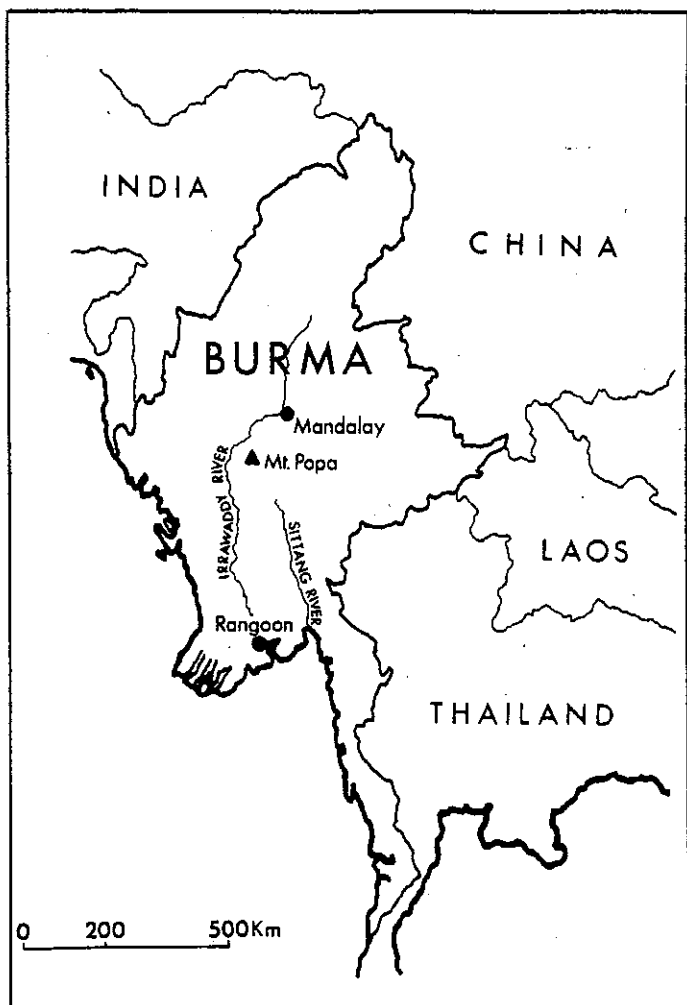 INDIA
CHINA
BURMA
Mandalay
Mt. Popa
IRRAWADDY RIVER
SITTANG RIVER
LAOS
Rangoon
THAILAND
0 200 500Km